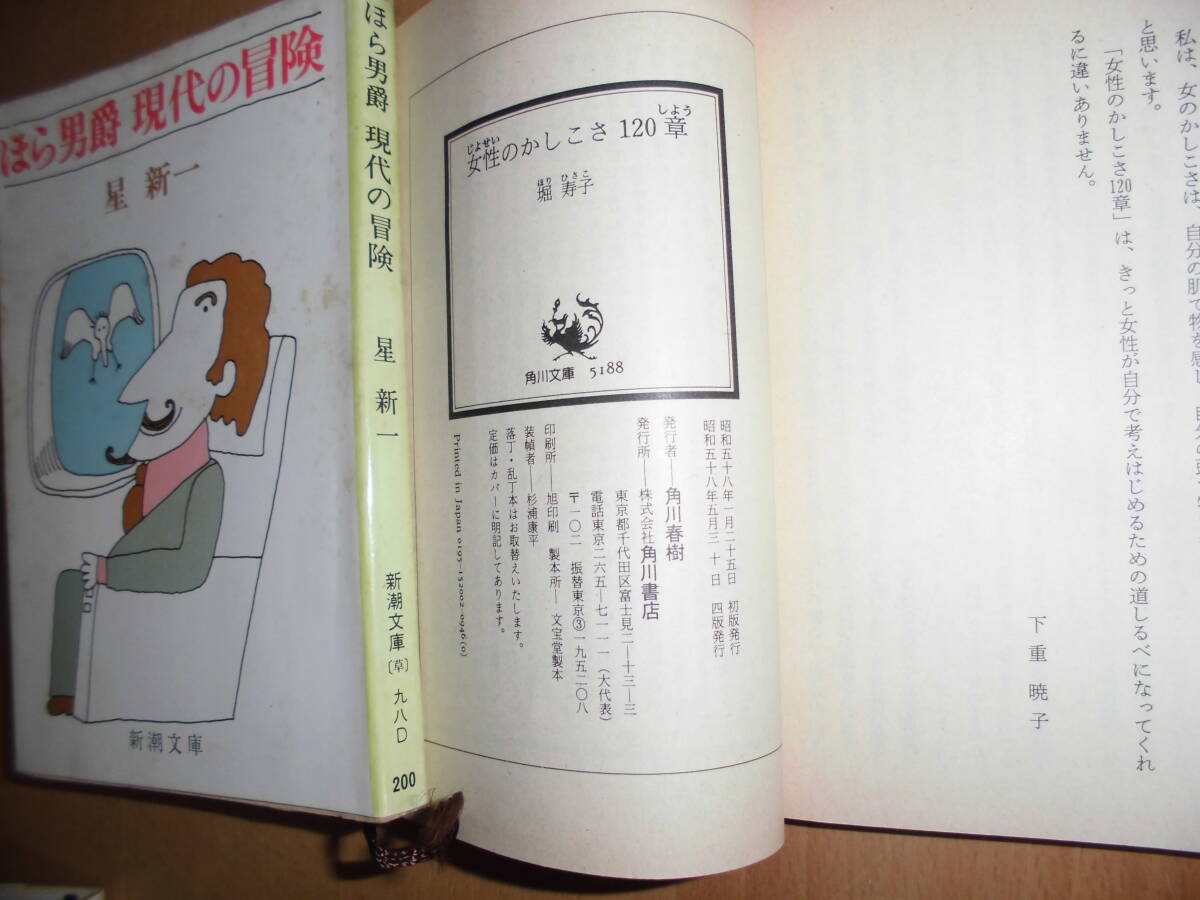 ほら男爵 現代の冒険
星 新一
新潮文庫
ほら男爵 現代の冒険 星 新一 新潮文庫 〔草〕九八D
200
じよせい しよう
女性のかしこさ 120章
ほり ひさこ
堀 寿子
角川文庫 5188
昭和五十八年一月二十五日 初版発行
昭和五十八年五月三十日 四版発行
発行者──角川春樹
発行所──株式会社角川書店
東京都千代田区富士見二─十三─三
電話東京二六五─七一一一(大代表)
〒一〇二 振替東京③一九五二〇八
印刷所──旭印刷 製本所──文宝堂製本
装幀者──杉浦康平
落丁・乱丁本はお取替えいたします。
定価はカバーに明記してあります。
Printed in Japan 0195-152002-0946(0)
私は、女のかしこさは、自分の肌で物を感じ、自分の
と思います。
「女性のかしこさ120章」は、きっと女性が自分で考えはじめるための道しるべになってくれ
るに違いありません。
下重暁子